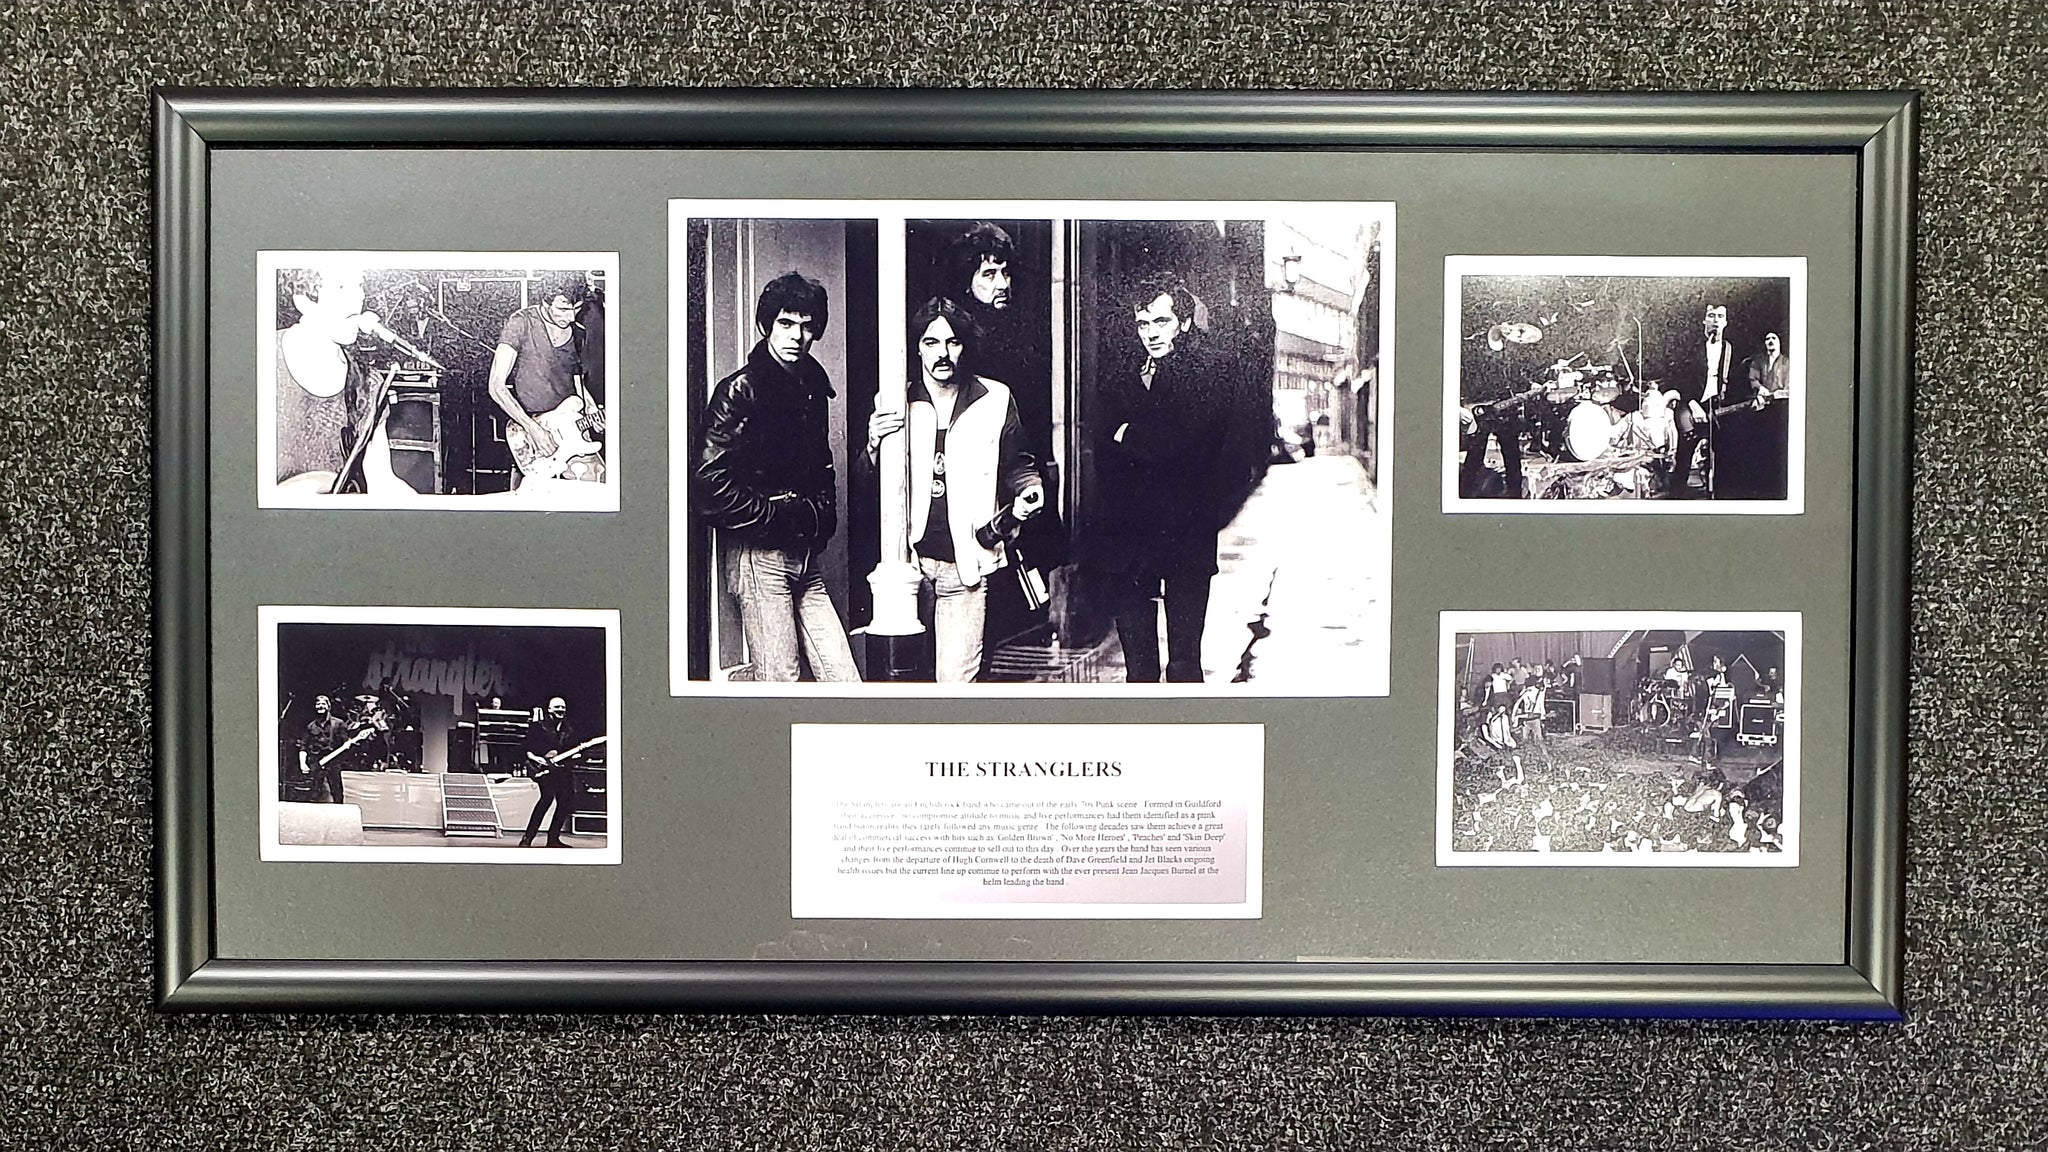 the
stranglers
THE STRANGLERS
The Stranglers are an English rock band who came out of the early 70s Punk scene . Formed in Guildford
their aggressive , no compromise attitude to music and live performances had them identified as a punk
band but in reality they rarely followed any music genre . The following decades saw them achieve a great
deal of commercial success with hits such as 'Golden Brown' , 'No More Heroes' , 'Peaches' and 'Skin Deep'
and their live performances continue to sell out to this day . Over the years the band has seen various
changes from the departure of Hugh Cornwell to the death of Dave Greenfield and Jet Blacks ongoing
health issues but the current line up continue to perform with the ever present Jean Jacques Burnel at the
helm leading the band .